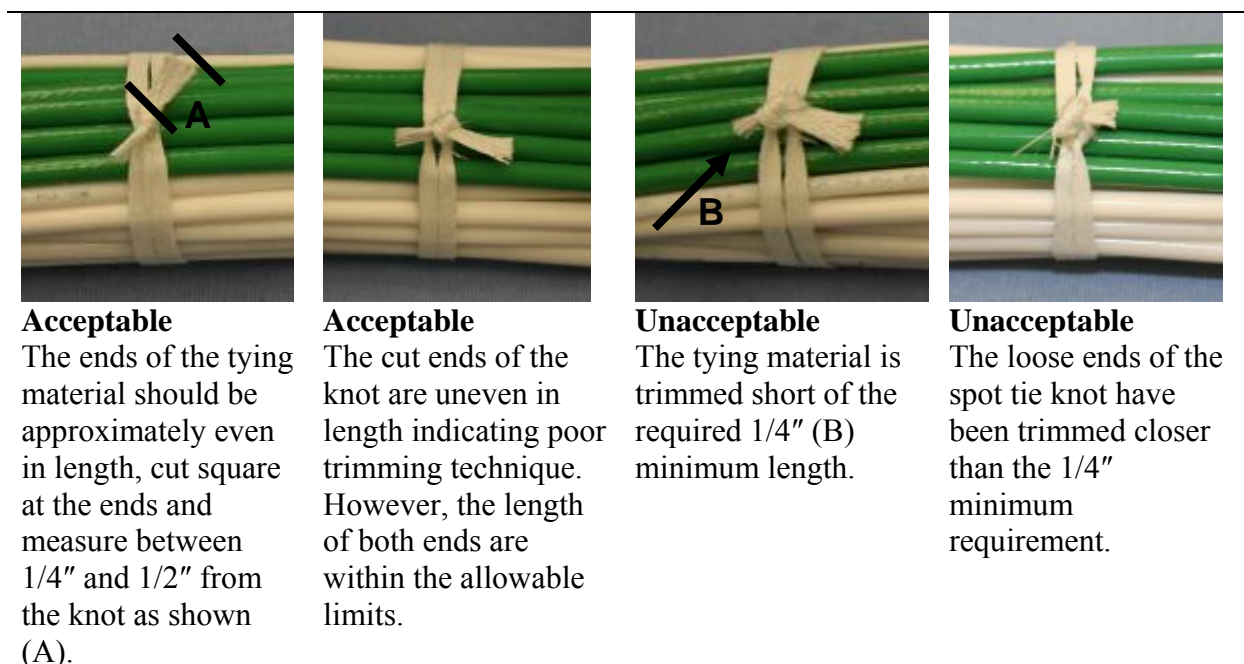 A
B
Acceptable
The ends of the tying
material should be
approximately even
in length, cut square
at the ends and
measure between
1/4″ and 1/2″ from
the knot as shown
(A).
Acceptable
The cut ends of the
knot are uneven in
length indicating poor
trimming technique.
However, the length
of both ends are
within the allowable
limits.
Unacceptable
The tying material is
trimmed short of the
required 1/4″ (B)
minimum length.
Unacceptable
The loose ends of the
spot tie knot have
been trimmed closer
than the 1/4″
minimum
requirement.